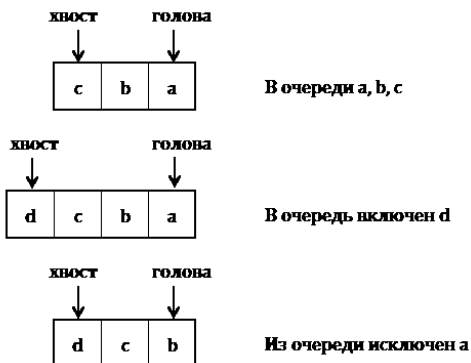 хвост голова
c b a В очереди a, b, c
хвост голова
d c b a В очередь включен d
хвост голова
d c b Из очереди исключен a